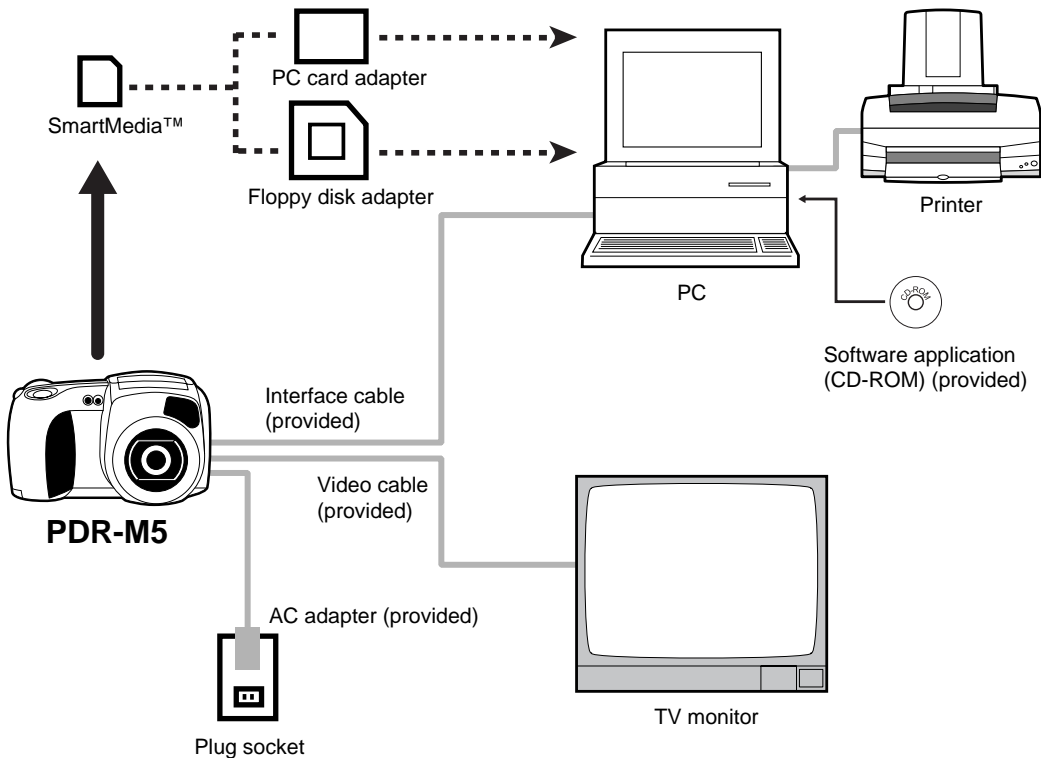 PC card adapter
SmartMedia™
Floppy disk adapter
Printer
PC
CD-ROM
Software application
(CD-ROM) (provided)
Interface cable
(provided)
Video cable
(provided)
PDR-M5
AC adapter (provided)
TV monitor
Plug socket